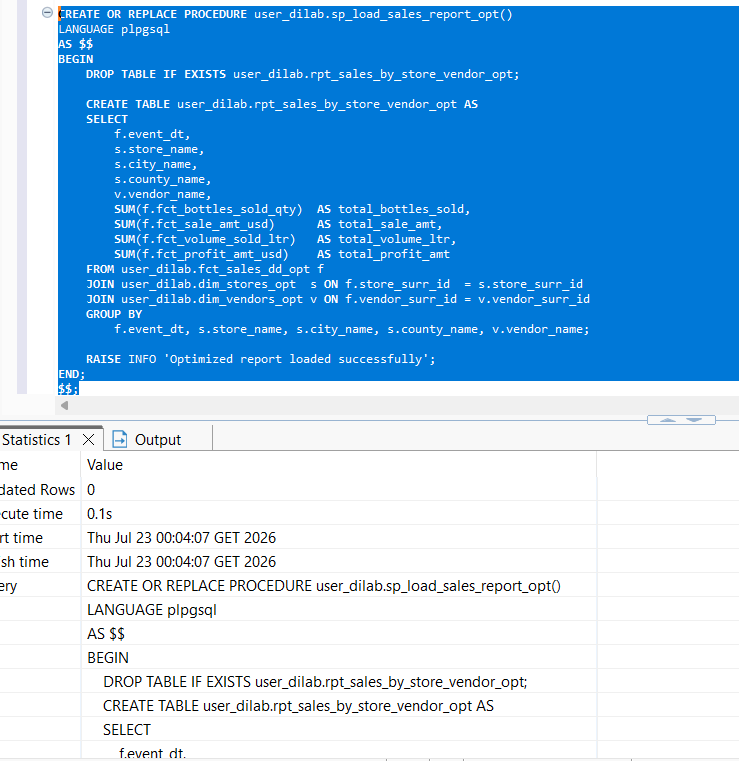 CREATE OR REPLACE PROCEDURE user_dilab.sp_load_sales_report_opt()
LANGUAGE plpgsql
AS $$
BEGIN
    DROP TABLE IF EXISTS user_dilab.rpt_sales_by_store_vendor_opt;
    CREATE TABLE user_dilab.rpt_sales_by_store_vendor_opt AS
    SELECT
        f.event_dt,
        s.store_name,
        s.city_name,
        s.county_name,
        v.vendor_name,
        SUM(f.fct_bottles_sold_qty)  AS total_bottles_sold,
        SUM(f.fct_sale_amt_usd)      AS total_sale_amt,
        SUM(f.fct_volume_sold_ltr)   AS total_volume_ltr,
        SUM(f.fct_profit_amt_usd)    AS total_profit_amt
    FROM user_dilab.fct_sales_dd_opt f
    JOIN user_dilab.dim_stores_opt  s ON f.store_surr_id  = s.store_surr_id
    JOIN user_dilab.dim_vendors_opt v ON f.vendor_surr_id = v.vendor_surr_id
    GROUP BY
        f.event_dt, s.store_name, s.city_name, s.county_name, v.vendor_name;
    RAISE INFO 'Optimized report loaded successfully';
END;
$$;
Statistics 1 Output
me Value
dated Rows 0
cute time 0.1s
rt time Thu Jul 23 00:04:07 GET 2026
sh time Thu Jul 23 00:04:07 GET 2026
ery CREATE OR REPLACE PROCEDURE user_dilab.sp_load_sales_report_opt()
LANGUAGE plpgsql
AS $$
BEGIN
    DROP TABLE IF EXISTS user_dilab.rpt_sales_by_store_vendor_opt;
    CREATE TABLE user_dilab.rpt_sales_by_store_vendor_opt AS
    SELECT
        f.event_dt,